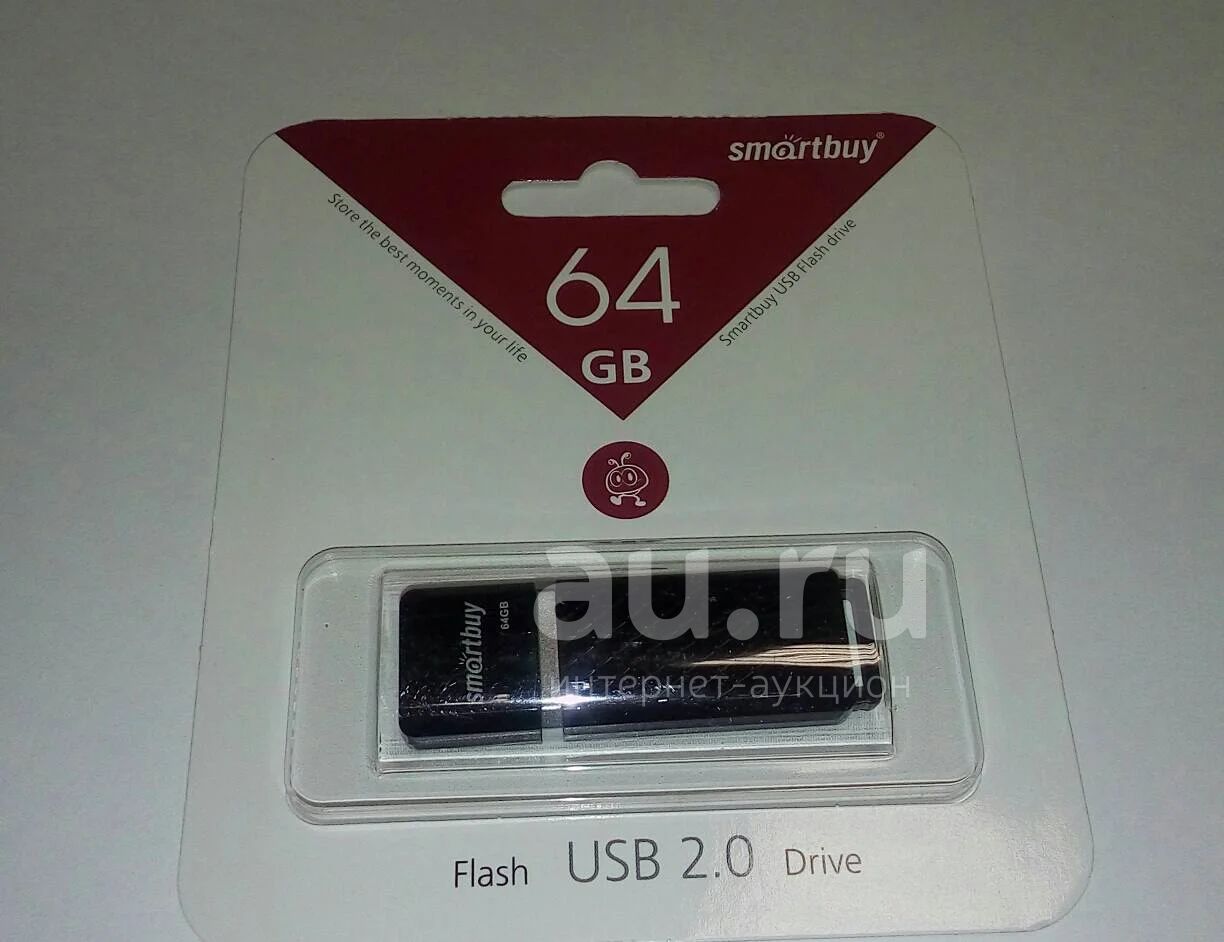 smartbuy®
Store the best moments in your life
Smartbuy USB Flash drive
64
GB
au.ru
интернет-аукцион
smartbuy
64GB
Flash USB 2.0 Drive